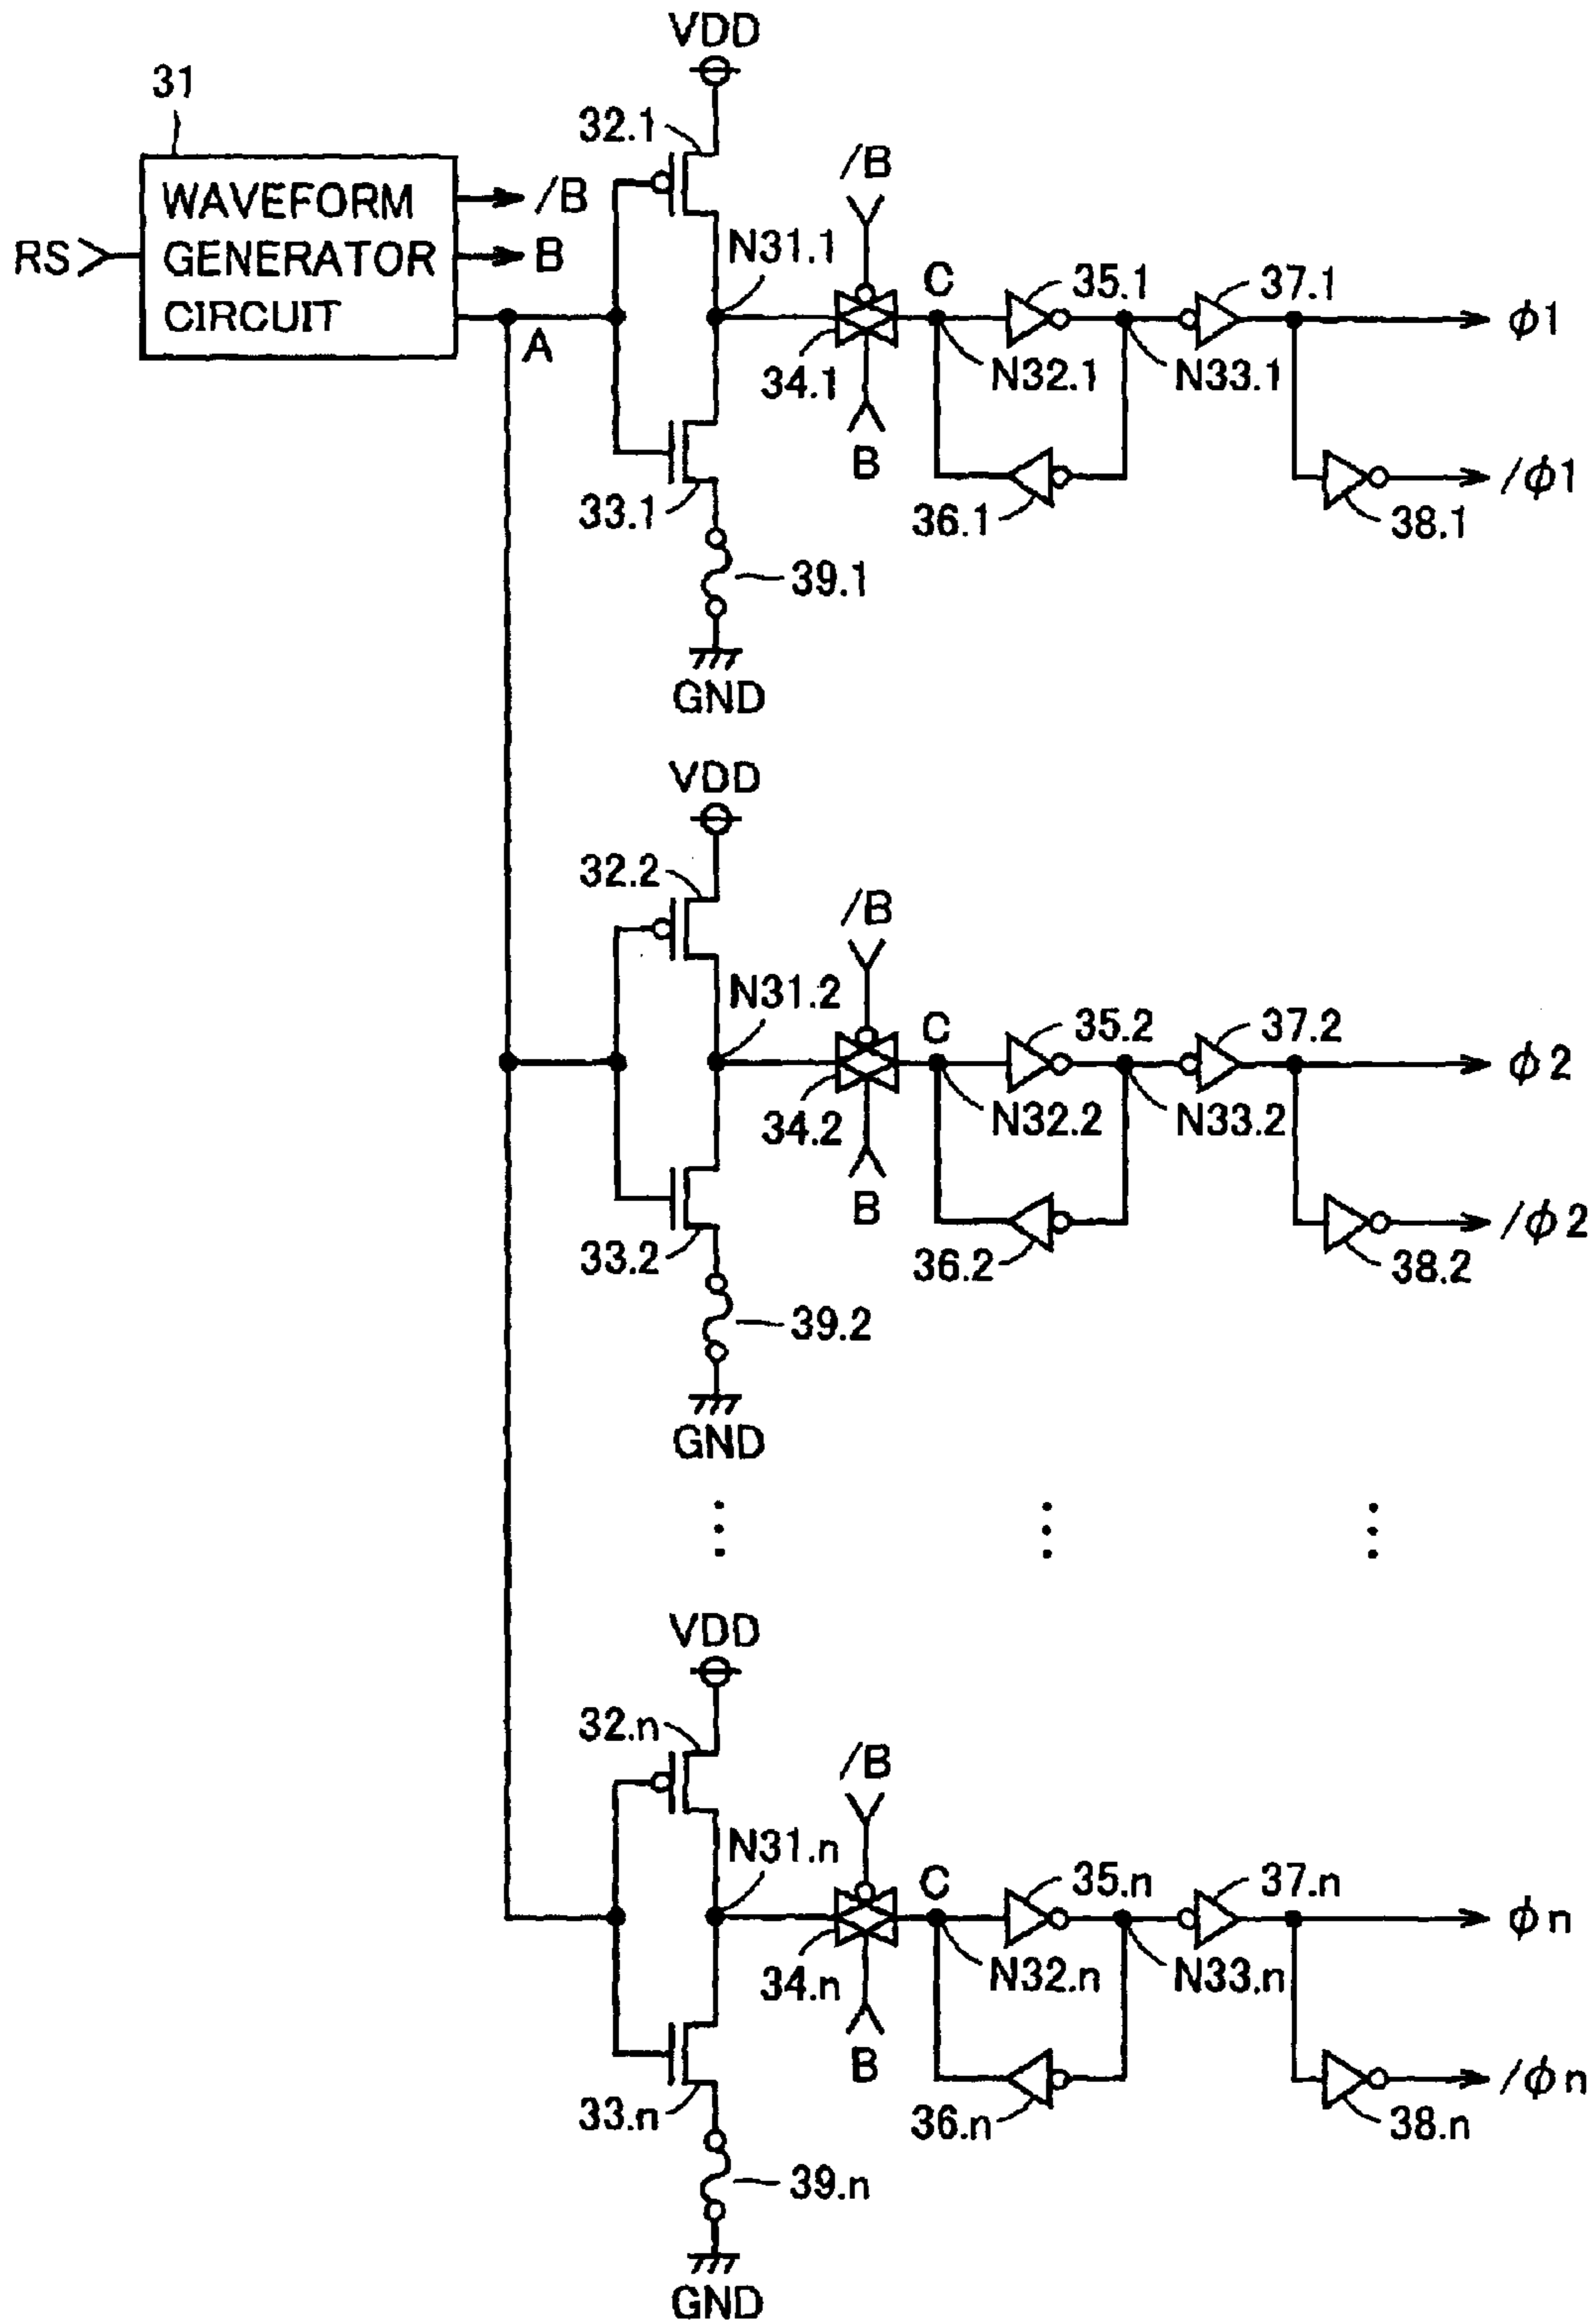 VDD
31
32.1
/B
WAVEFORM
GENERATOR
CIRCUIT
/B
B
RS
A
N31.1
C
35.1
37.1
ϕ1
34.1
N32.1
N33.1
B
33.1
36.1
/ϕ1
38.1
39.1
GND
VDD
32.2
/B
N31.2
C
35.2
37.2
ϕ2
34.2
N32.2
N33.2
B
33.2
36.2
/ϕ2
38.2
39.2
GND
VDD
32.n
/B
N31.n
C
35.n
37.n
ϕn
34.n
N32.n
N33.n
B
33.n
36.n
/ϕn
38.n
39.n
GND